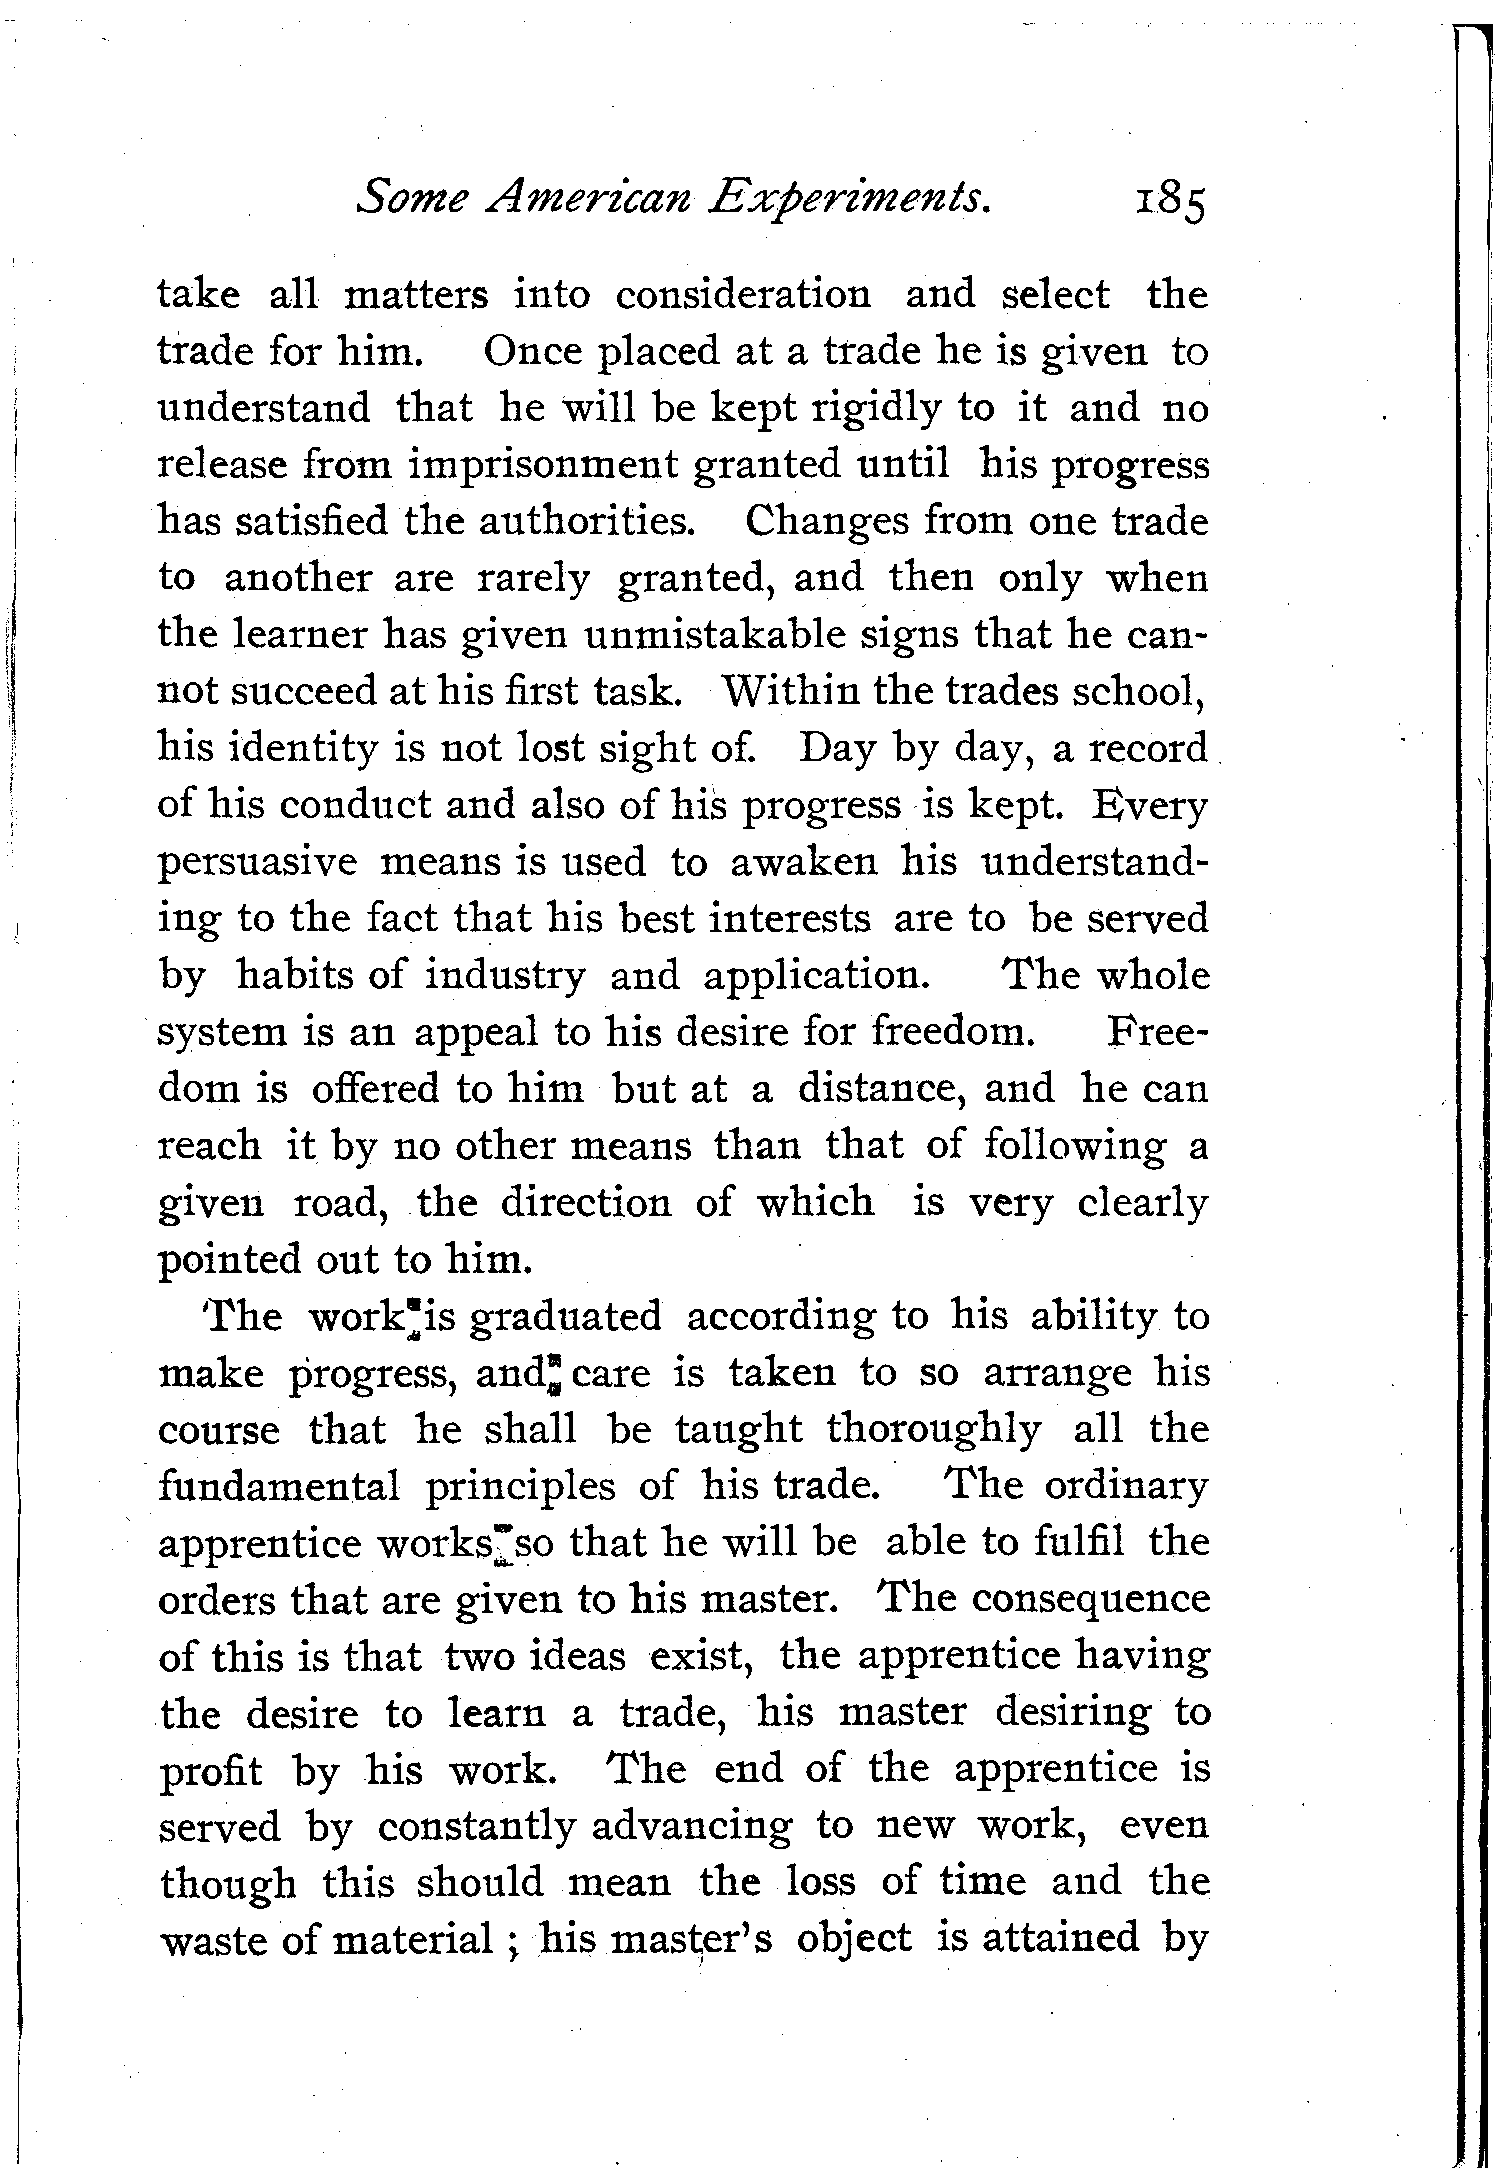 Some American Experiments. 185
take all matters into consideration and select the
trade for him. Once placed at a trade he is given to
understand that he will be kept rigidly to it and no
release from imprisonment granted until his progress
has satisfied the authorities. Changes from one trade
to another are rarely granted, and then only when
the learner has given unmistakable signs that he can-
not succeed at his first task. Within the trades school,
his identity is not lost sight of. Day by day, a record
of his conduct and also of his progress is kept. Every
persuasive means is used to awaken his understand-
ing to the fact that his best interests are to be served
by habits of industry and application. The whole
system is an appeal to his desire for freedom. Free-
dom is offered to him but at a distance, and he can
reach it by no other means than that of following a
given road, the direction of which is very clearly
pointed out to him.
The work is graduated according to his ability to
make progress, and care is taken to so arrange his
course that he shall be taught thoroughly all the
fundamental principles of his trade. The ordinary
apprentice works so that he will be able to fulfil the
orders that are given to his master. The consequence
of this is that two ideas exist, the apprentice having
the desire to learn a trade, his master desiring to
profit by his work. The end of the apprentice is
served by constantly advancing to new work, even
though this should mean the loss of time and the
waste of material ; his master's object is attained by